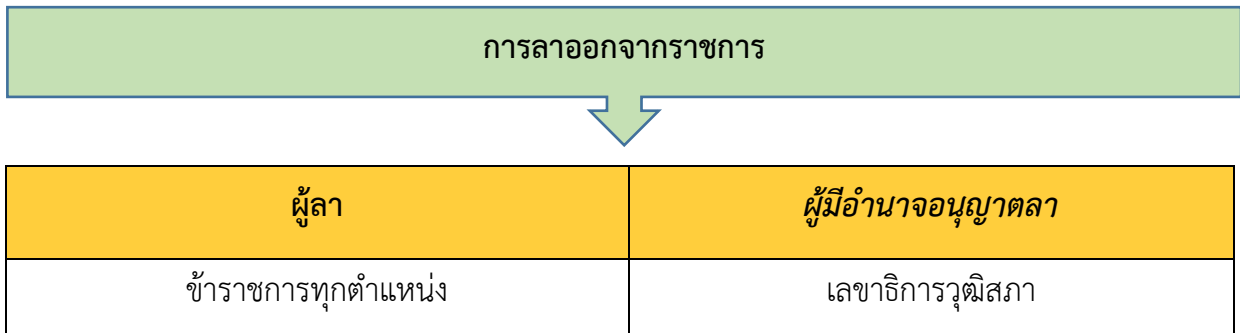 การลาออกจากราชการ
ผู้ลา
ผู้มีอำนาจอนุญาตลา
ข้าราชการทุกตำแหน่ง
เลขาธิการวุฒิสภา